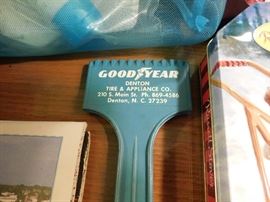 GOODYEAR
DENTON
TIRE & APPLIANCE CO.
210 S. Main St. Ph. 869-4586
Denton, N. C. 27239